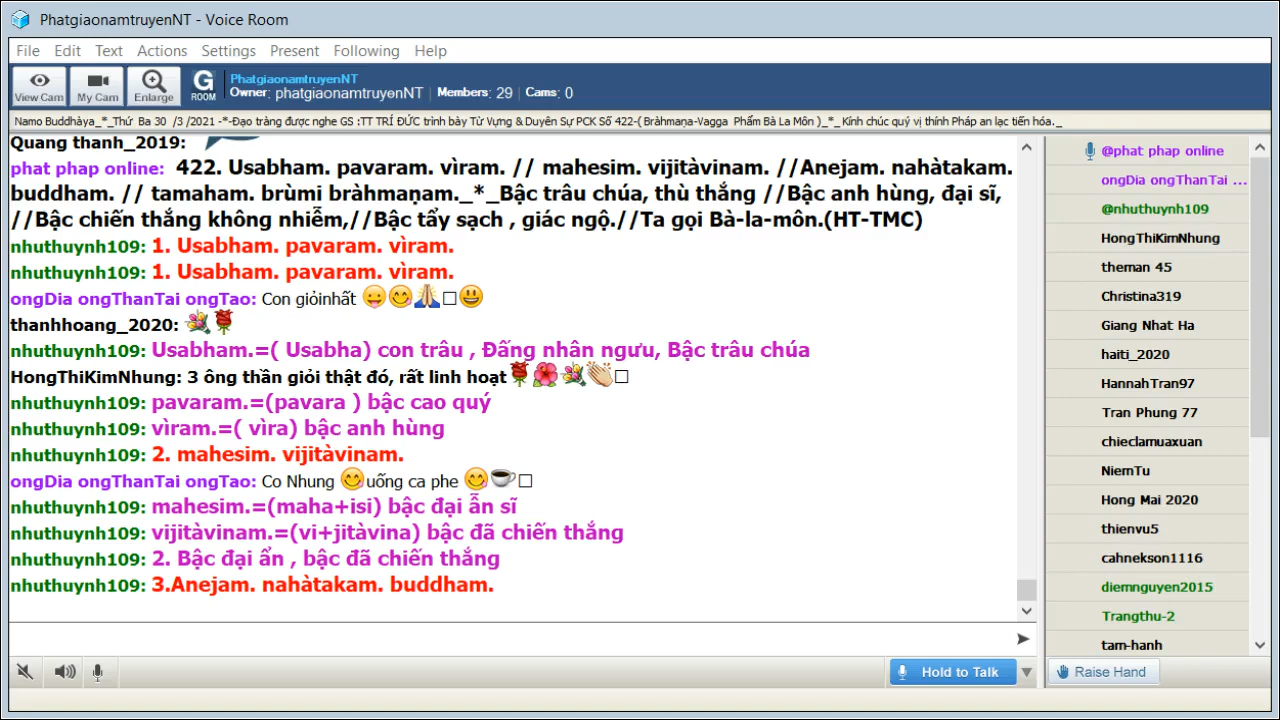 PhatgiaonamtruyenNT - Voice Room
File Edit Text Actions Settings Present Following Help
View Cam My Cam Enlarge G ROOM
PhatgiaonamtruyenNT
Owner: phatgiaonamtruyenNT | Members: 29 | Cams: 0
Namo Buddhàya_*_Thứ Ba 30 /3 /2021 -*-Đạo tràng được nghe GS :TT TRÍ ĐỨC trình bày Từ Vựng & Duyên Sự PCK Số 422-( Bràhmaṇa-Vagga Phẩm Bà La Môn )_*_ Kính chúc quý vị thính Pháp an lạc tiến hóa._
Quang thanh_2019:
phat phap online: 422. Usabham. pavaram. vìram. // mahesim. vijitàvinam. //Anejam. nahàtakam.
buddham. // tamaham. brùmi bràhmaṇam._*_Bậc trâu chúa, thù thắng //Bậc anh hùng, đại sĩ,
//Bậc chiến thắng không nhiễm,//Bậc tẩy sạch , giác ngộ.//Ta gọi Bà-la-môn.(HT-TMC)
nhuthuynh109: 1. Usabham. pavaram. vìram.
nhuthuynh109: 1. Usabham. pavaram. vìram.
ongDia ongThanTai ongTao: Con giỏinhất 😛😋🙏□😃
thanhhoang_2020: 💐🌹
nhuthuynh109: Usabham.=( Usabha) con trâu , Đấng nhân ngưu, Bậc trâu chúa
HongThiKimNhung: 3 ông thần giỏi thật đó, rất linh hoạt🌹🌺💐👏□
nhuthuynh109: pavaram.=(pavara ) bậc cao quý
nhuthuynh109: vìram.=( vìra) bậc anh hùng
nhuthuynh109: 2. mahesim. vijitàvinam.
ongDia ongThanTai ongTao: Co Nhung 😋uống ca phe 😋☕□
nhuthuynh109: mahesim.=(maha+isi) bậc đại ẫn sĩ
nhuthuynh109: vijitàvinam.=(vi+jitàvina) bậc đã chiến thắng
nhuthuynh109: 2. Bậc đại ẩn , bậc đã chiến thắng
nhuthuynh109: 3.Anejam. nahàtakam. buddham.
@phat phap online
ongDia ongThanTai ...
@nhuthuynh109
HongThiKimNhung
theman 45
Christina319
Giang Nhat Ha
haiti_2020
HannahTran97
Tran Phung 77
chieclamuaxuan
NiemTu
Hong Mai 2020
thienvu5
cahnekson1116
diemnguyen2015
Trangthu-2
tam-hanh
Hold to Talk
Raise Hand